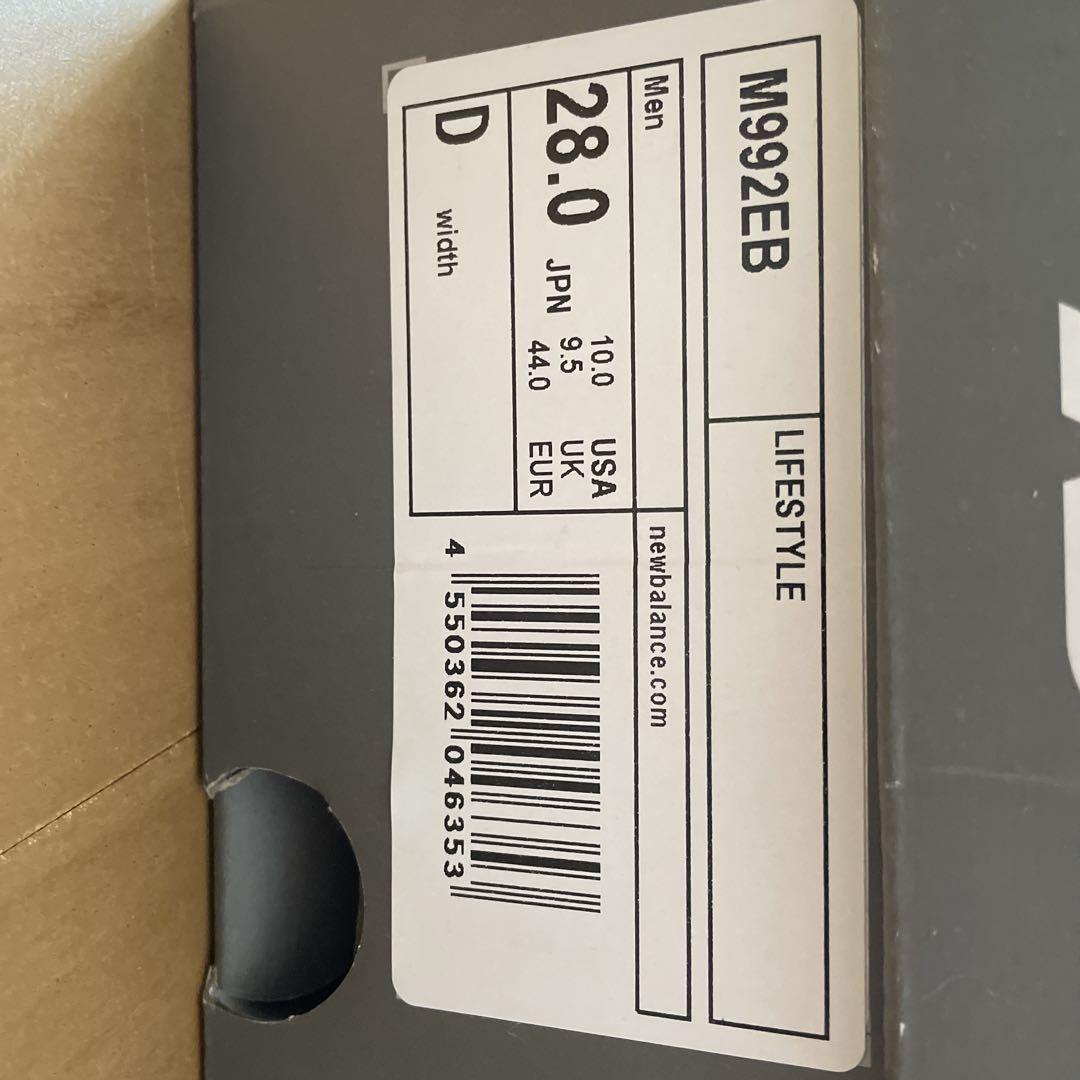 M992EB
LIFESTYLE
Men
newbalance.com
28.0 JPN
10.0 USA
9.5 UK
44.0 EUR
D width
4 550362 046353